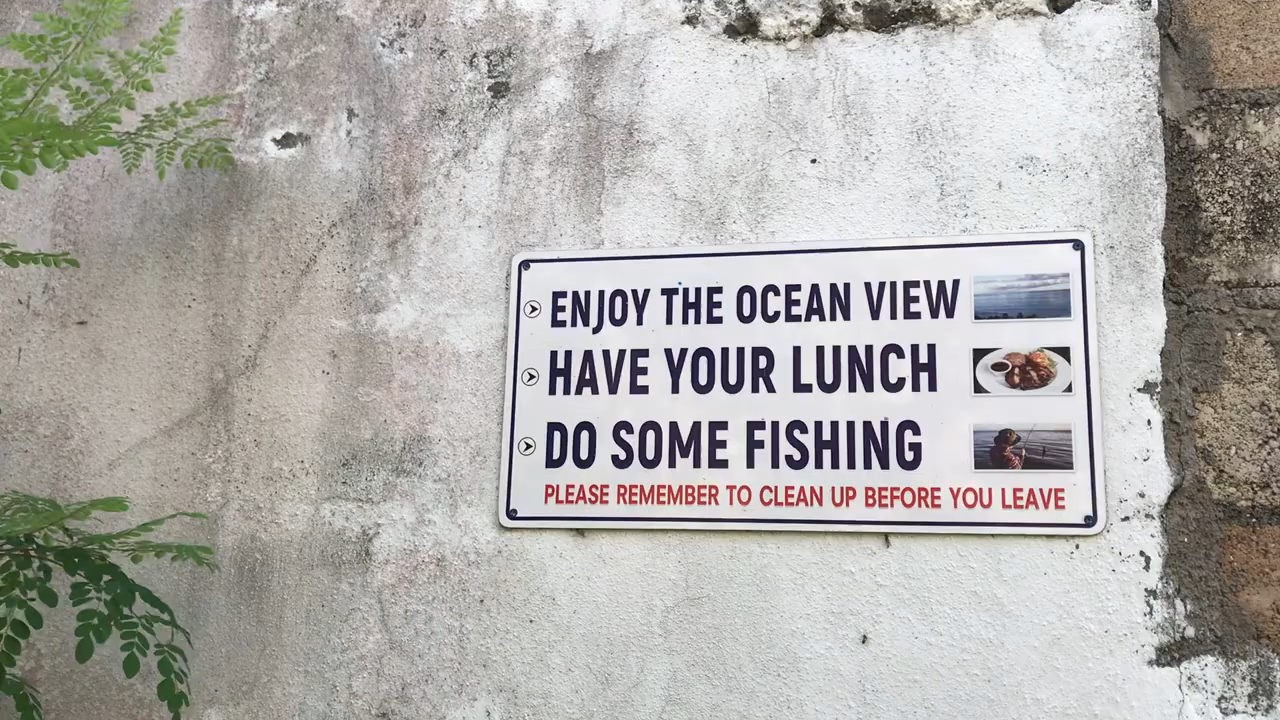 ENJOY THE OCEAN VIEW
HAVE YOUR LUNCH
DO SOME FISHING
PLEASE REMEMBER TO CLEAN UP BEFORE YOU LEAVE